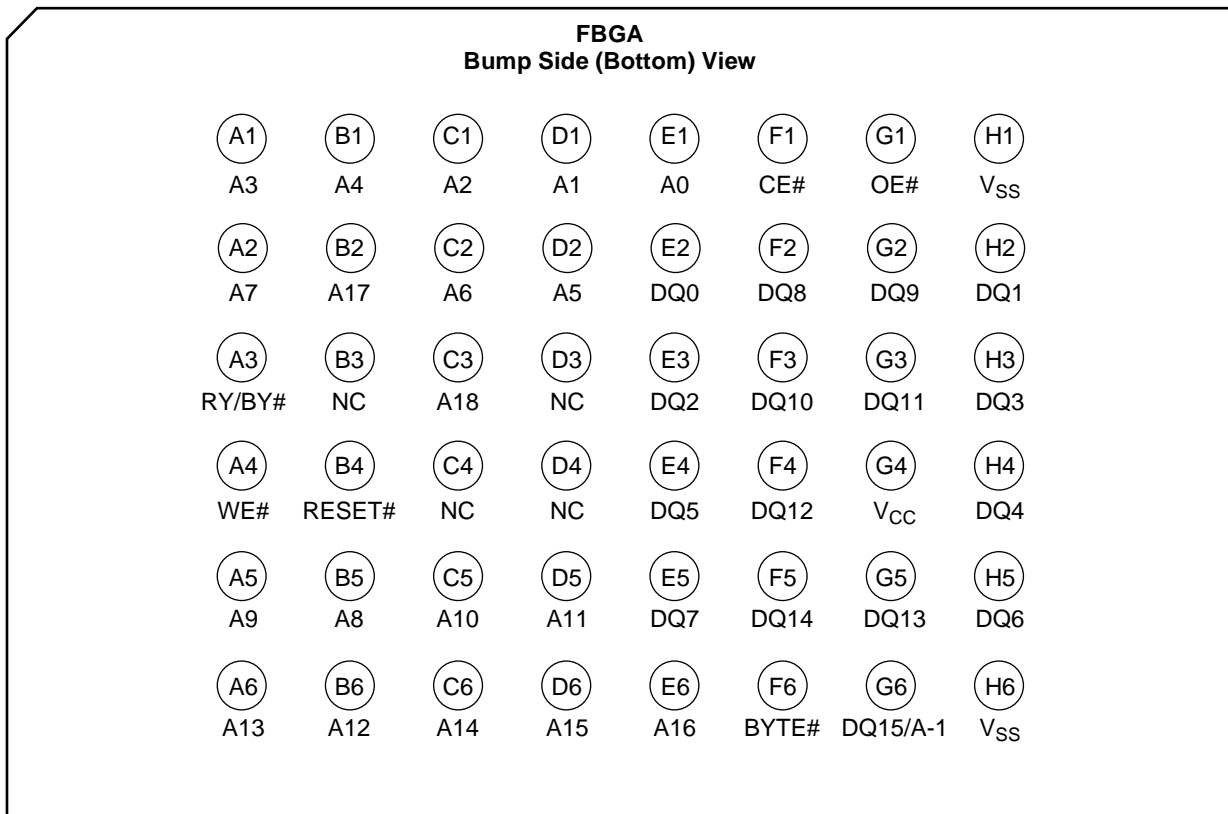 FBGA
Bump Side (Bottom) View
A1 B1 C1 D1 E1 F1 G1 H1
A3 A4 A2 A1 A0 CE# OE# VSS
A2 B2 C2 D2 E2 F2 G2 H2
A7 A17 A6 A5 DQ0 DQ8 DQ9 DQ1
A3 B3 C3 D3 E3 F3 G3 H3
RY/BY# NC A18 NC DQ2 DQ10 DQ11 DQ3
A4 B4 C4 D4 E4 F4 G4 H4
WE# RESET# NC NC DQ5 DQ12 VCC DQ4
A5 B5 C5 D5 E5 F5 G5 H5
A9 A8 A10 A11 DQ7 DQ14 DQ13 DQ6
A6 B6 C6 D6 E6 F6 G6 H6
A13 A12 A14 A15 A16 BYTE# DQ15/A-1 VSS